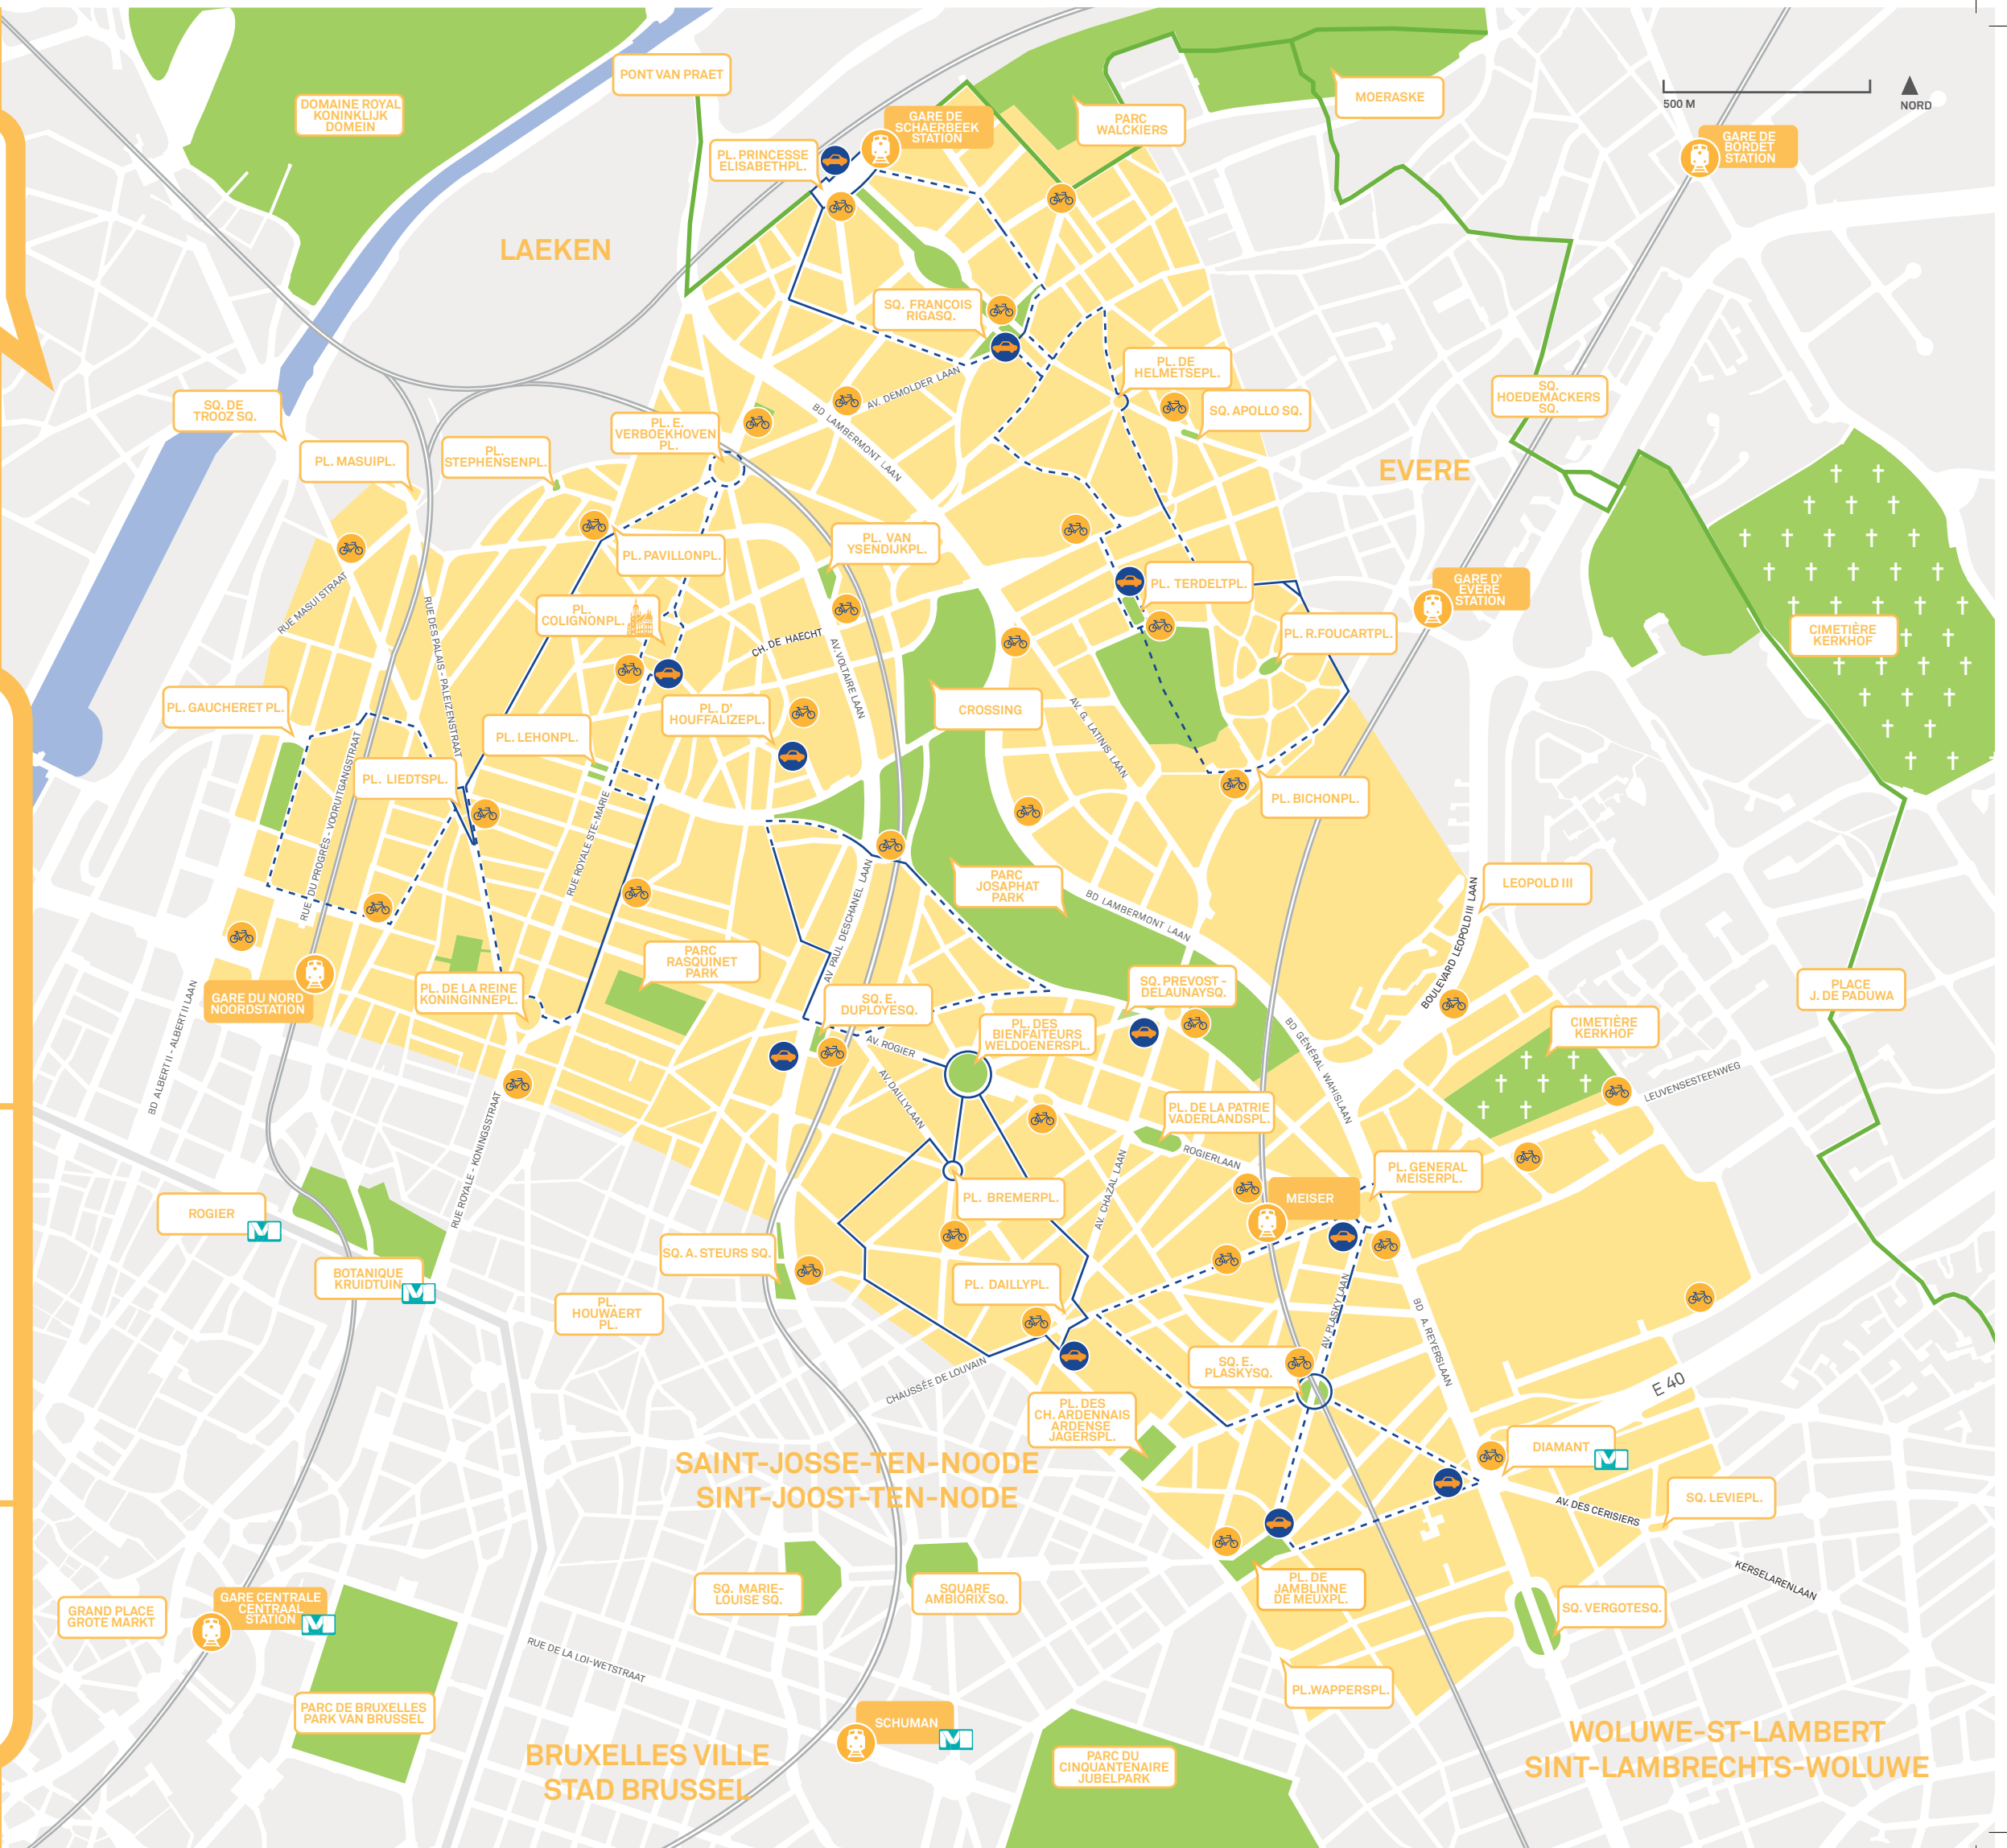 PONT VAN PRAET
DOMAINE ROYAL
KONINKLIJK
DOMEIN
MOERASKE
500 M
NORD
GARE DE
SCHAERBEEK
STATION
PARC
WALCKIERS
GARE DE
BORDET
STATION
PL. PRINCESSE
ELISABETHPL.
LAEKEN
SQ. FRANCOIS
RIGASQ.
PL. DE
HELMETSEPL.
AV. DEMOLDER LAAN
SQ. DE
TROOZ SQ.
SQ. APOLLO SQ.
SQ.
HOEDEMACKERS
SQ.
PL. E.
VERBOEKHOVEN
PL.
BD LAMBERMONT LAAN
PL. MASUIPL.
PL.
STEPHENSENPL.
EVERE
PL. PAVILLONPL.
PL. VAN
YSENDIJKPL.
PL. TERDELTPL.
GARE D'
EVERE
STATION
RUE MASUI STRAAT
PL.
COLIGNONPL.
CH. DE HAECHT
PL. R.FOUCARTPL.
CIMETIÈRE
KERKHOF
RUE DES PALAIS - PALEIZENSTRAAT
AV. VOLTAIRE LAAN
PL. GAUCHERET PL.
PL. D'
HOUFFALIZEPL.
CROSSING
AV. G. LATINIS LAAN
PL. LEHONPL.
PL. LIEDTSPL.
RUE DU PROGRÈS - VOORUITGANGSTRAAT
RUE ROYALE STE-MARIE
PL. BICHONPL.
PARC
JOSAPHAT
PARK
BD LAMBERMONT LAAN
LEOPOLD III
BOULEVARD LEOPOLD III LAAN
AV PAUL DESCHANEL LAAN
PARC
RASQUINET
PARK
GARE DU NORD
NOORDSTATION
PL. DE LA REINE
KONINGINNEPL.
SQ. E.
DUPLOYESQ.
SQ. PREVOST -
DELAUNAYSQ.
PLACE
J. DE PADUWA
BD ALBERT II - ALBERT II LAAN
AV. ROGIER
PL. DES
BIENFAITEURS
WELDOENERSPL.
CIMETIÈRE
KERKHOF
BD GÉNÉRAL WAHISLAAN
LEUVENSESTEENWEG
AV. DAILLYLAAN
PL. DE LA PATRIE
VADERLANDSPL.
RUE ROYALE - KONINGSSTRAAT
ROGIERLAAN
AV. CHAZAL LAAN
PL. GENERAL
MEISERPL.
MEISER
PL. BREMERPL.
ROGIER
SQ. A. STEURS SQ.
BOTANIQUE
KRUIDTUIN
PL. DAILLYPL.
PL.
HOUWAERT
PL.
AV. PLASKYLAAN
BD A. REYERSLAAN
CHAUSSÉE DE LOUVAIN
SQ. E.
PLASKYSQ.
E 40
PL. DES
CH. ARDENNAIS
ARDENSE
JAGERSPL.
DIAMANT
SAINT-JOSSE-TEN-NOODE
SINT-JOOST-TEN-NODE
AV. DES CERISIERS
SQ. LEVIEPL.
KERSELARENLAAN
GRAND PLACE
GROTE MARKT
GARE CENTRALE
CENTRAAL
STATION
SQ. MARIE-
LOUISE SQ.
SQUARE
AMBIORIX SQ.
PL. DE
JAMBLINNE
DE MEUXPL.
SQ. VERGOTESQ.
RUE DE LA LOI-WETSTRAAT
PL.WAPPERSPL.
PARC DE BRUXELLES
PARK VAN BRUSSEL
SCHUMAN
BRUXELLES VILLE
STAD BRUSSEL
PARC DU
CINQUANTENAIRE
JUBELPARK
WOLUWE-ST-LAMBERT
SINT-LAMBRECHTS-WOLUWE